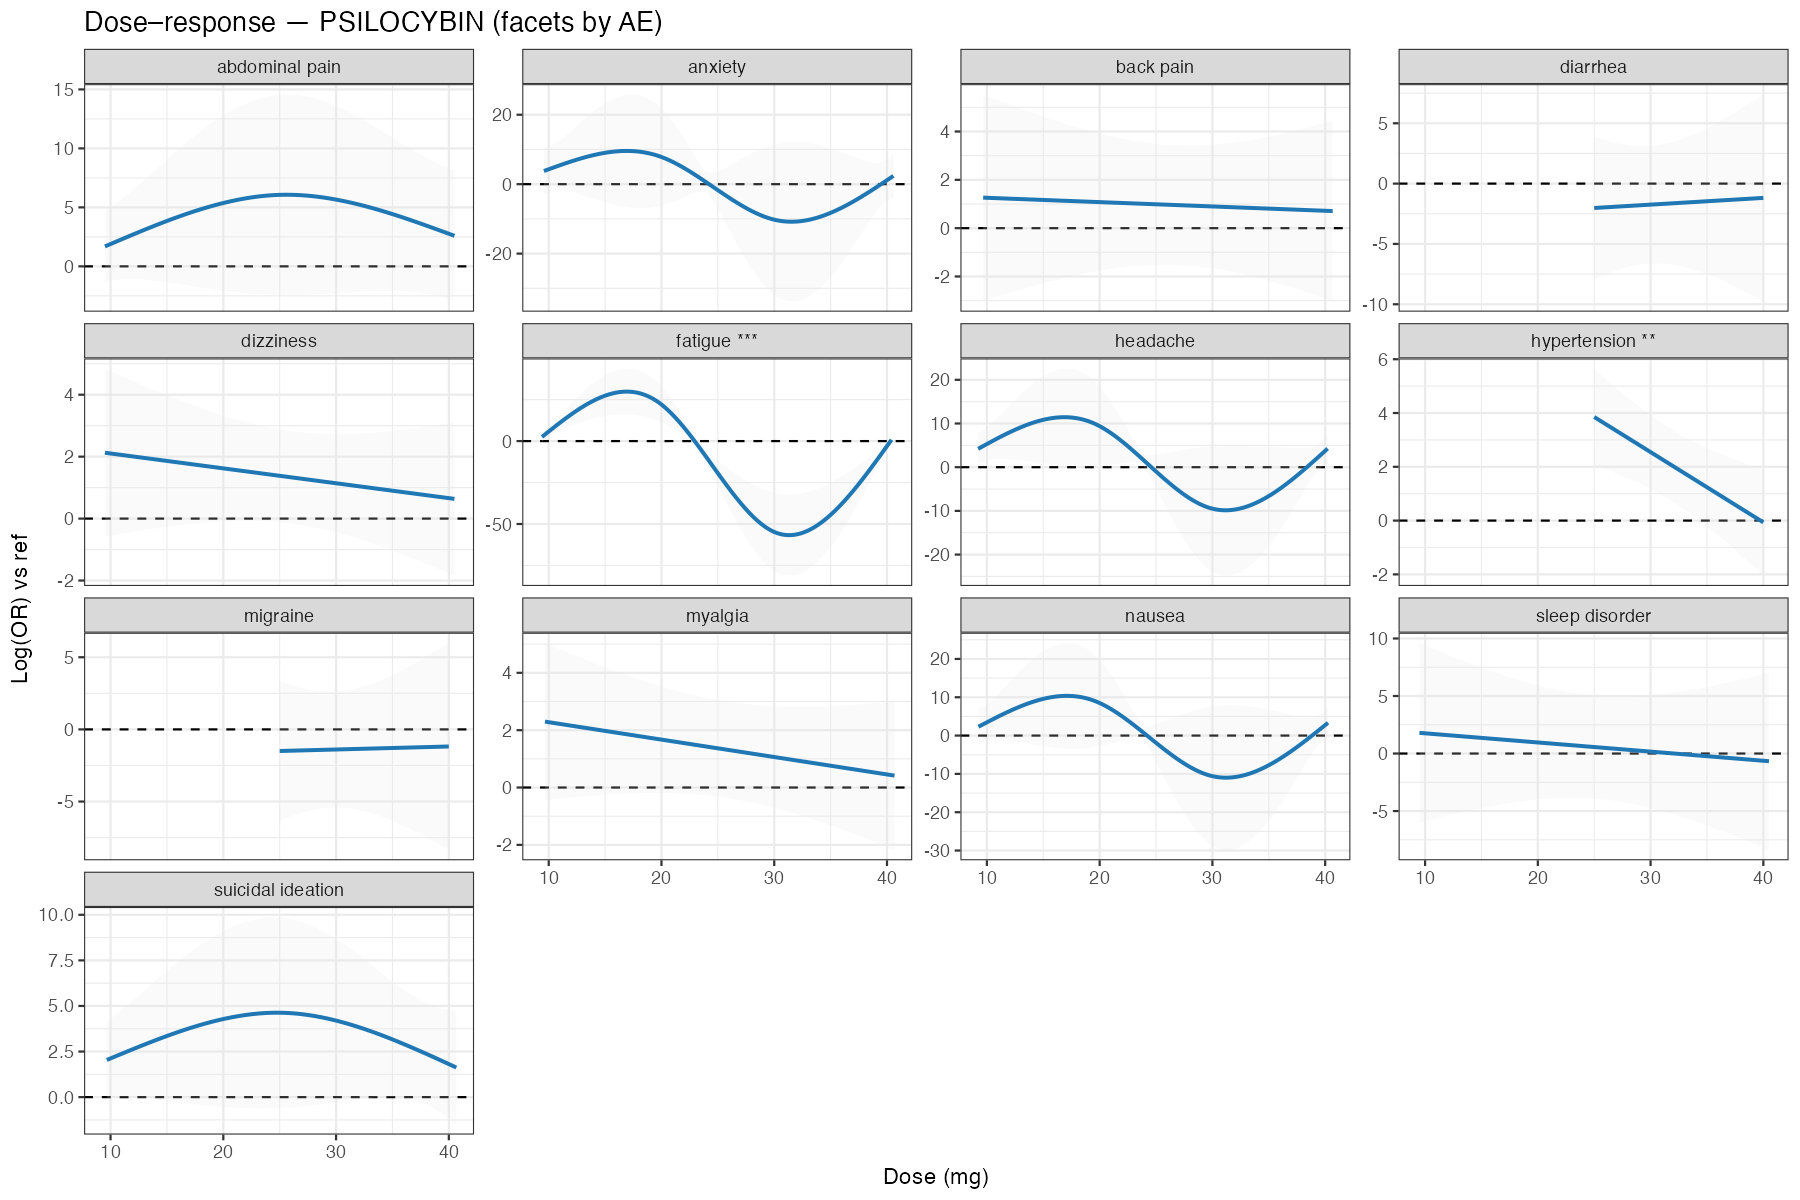 Dose–response — PSILOCYBIN (facets by AE)
abdominal pain
anxiety
back pain
diarrhea
15
10
5
0
20
0
-20
4
2
0
-2
5
0
-5
-10
dizziness
fatigue ***
headache
hypertension **
4
2
0
-2
0
-50
20
10
0
-10
-20
6
4
2
0
-2
Log(OR) vs ref
migraine
myalgia
nausea
sleep disorder
5
0
-5
4
2
0
-2
20
10
0
-10
-20
-30
10
5
0
-5
10 20 30 40
10 20 30 40
10 20 30 40
suicidal ideation
10.0
7.5
5.0
2.5
0.0
10 20 30 40
Dose (mg)